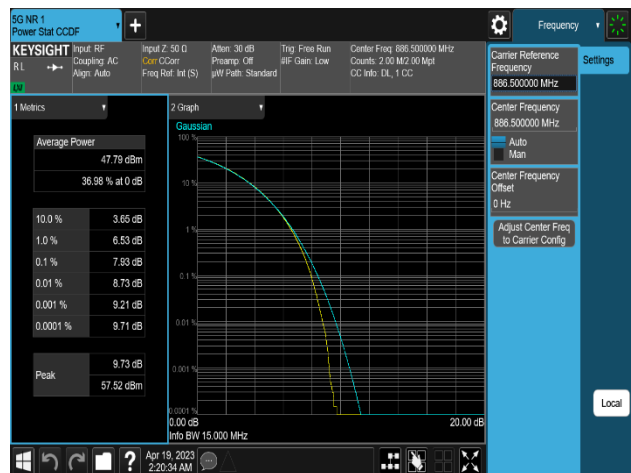 5G NR 1
Power Stat CCDF
Frequency
KEYSIGHT
RL
LW
Input: RF
Coupling: AC
Align: Auto
Input Z: 50 Ω
Corr CCorr
Freq Ref: Int (S)
Atten: 30 dB
Preamp: Off
µW Path: Standard
Trig: Free Run
#IF Gain: Low
Center Freq: 886.500000 MHz
Counts: 2.00 M/2.00 Mpt
CC Info: DL, 1 CC
1 Metrics
Average Power
47.79 dBm
36.98 % at 0 dB
10.0 % 3.65 dB
1.0 % 6.53 dB
0.1 % 7.93 dB
0.01 % 8.73 dB
0.001 % 9.21 dB
0.0001 % 9.71 dB
Peak
9.73 dB
57.52 dBm
2 Graph
Gaussian
100 %
10 %
1 %
0.1 %
0.01 %
0.001 %
0.0001 %
0.00 dB
20.00 dB
Info BW 15.000 MHz
Carrier Reference
Frequency
886.500000 MHz
Center Frequency
886.500000 MHz
Auto
Man
Center Frequency
Offset
0 Hz
Adjust Center Freq
to Carrier Config
Settings
Local
?
Apr 19, 2023
2:20:34 AM